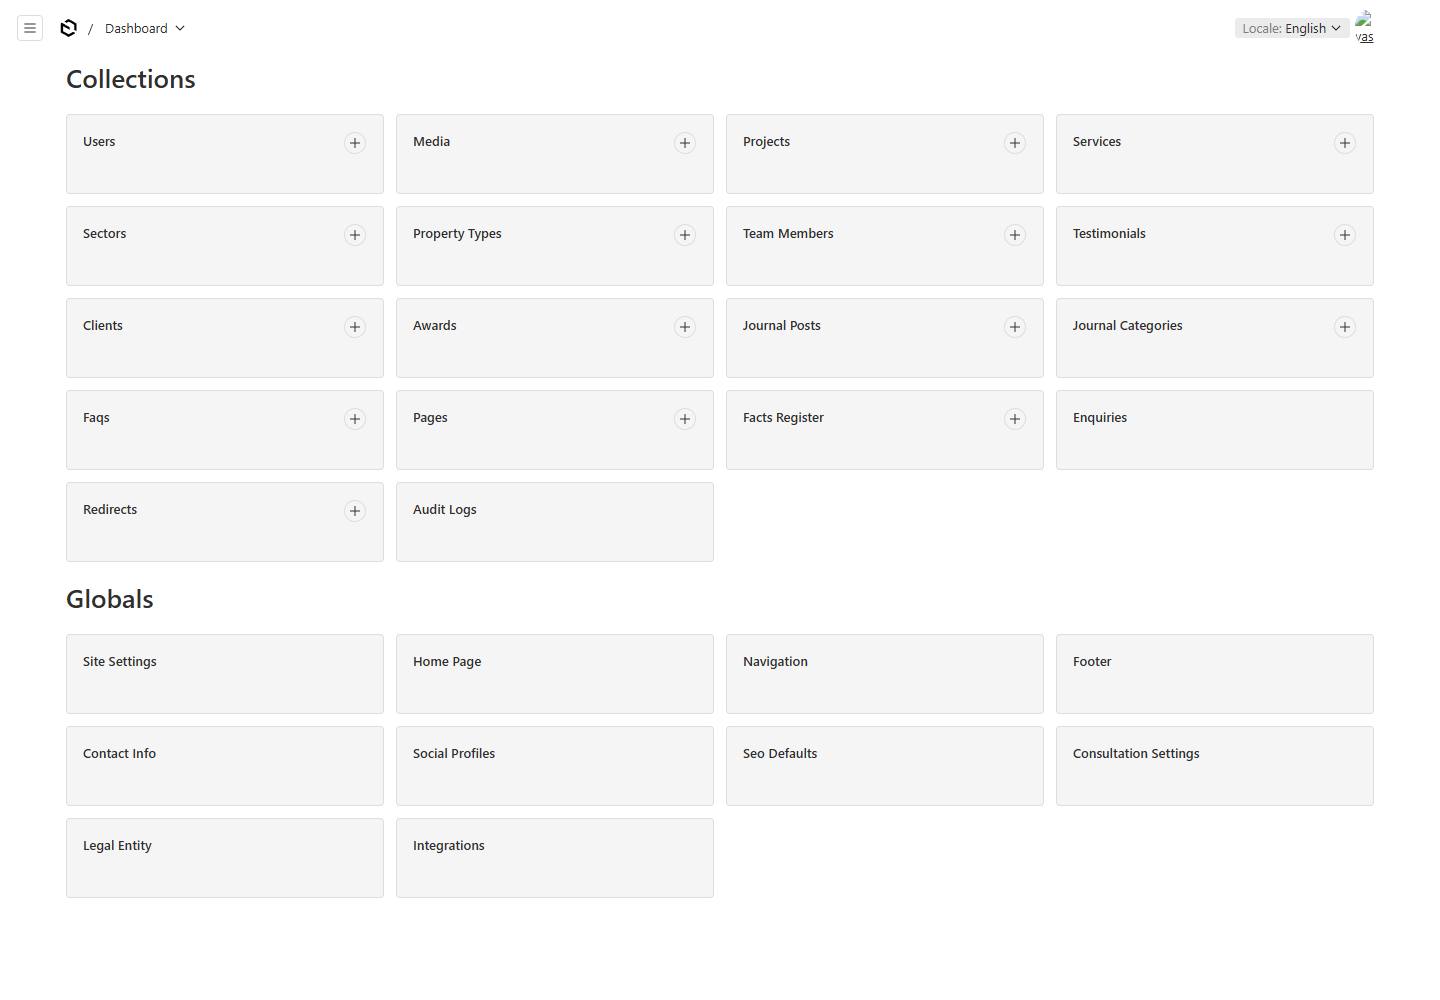 / Dashboard
Locale: English
vas
Collections
Users
Media
Projects
Services
Sectors
Property Types
Team Members
Testimonials
Clients
Awards
Journal Posts
Journal Categories
Faqs
Pages
Facts Register
Enquiries
Redirects
Audit Logs
Globals
Site Settings
Home Page
Navigation
Footer
Contact Info
Social Profiles
Seo Defaults
Consultation Settings
Legal Entity
Integrations